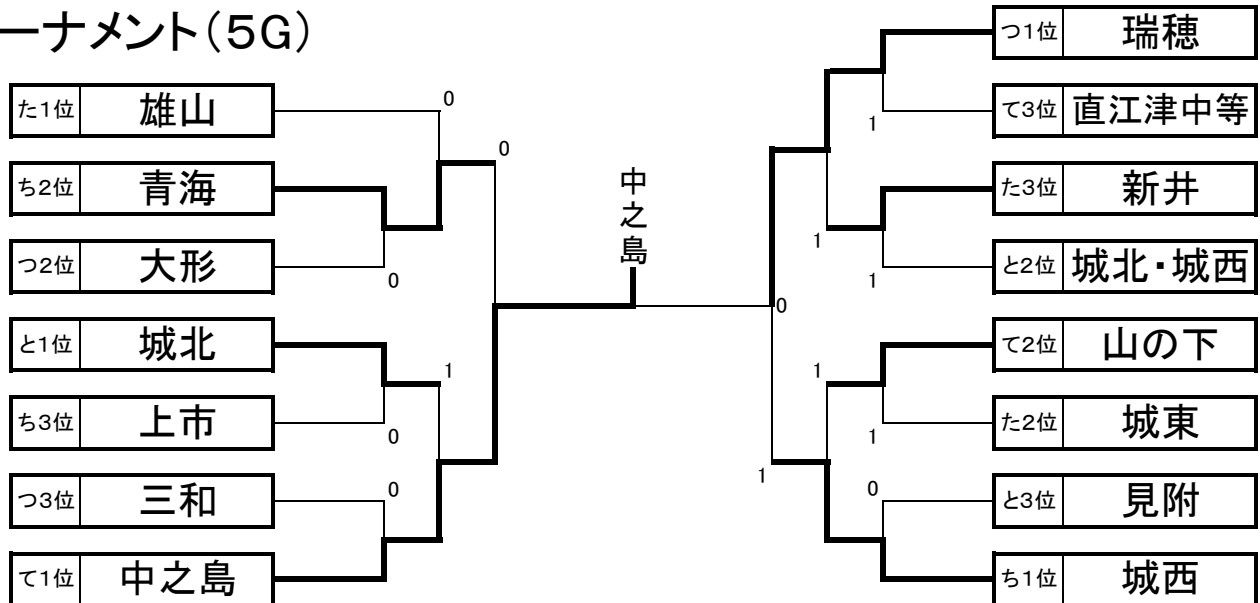 ーナメント(5G)
た1位 雄山
ち2位 青海
つ2位 大形
と1位 城北
ち3位 上市
つ3位 三和
て1位 中之島
0
0
0
1
0
0
中之島
つ1位 瑞穂
て3位 直江津中等
た3位 新井
と2位 城北・城西
て2位 山の下
た2位 城東
と3位 見附
ち1位 城西
1
1
1
0
1
1
1
0